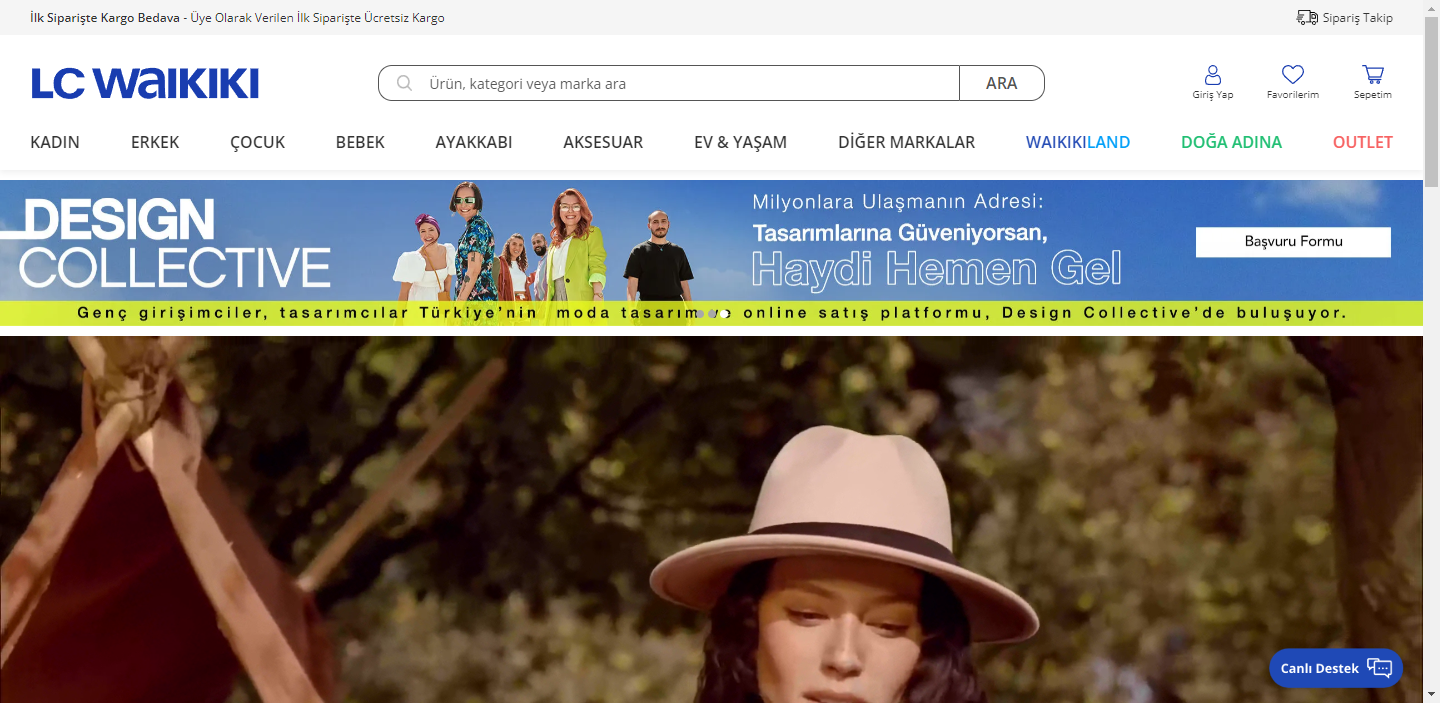 İlk Siparişte Kargo Bedava - Üye Olarak Verilen İlk Siparişte Ücretsiz Kargo
Sipariş Takip
LC WAIKIKI
Ürün, kategori veya marka ara
ARA
Giriş Yap
Favorilerim
Sepetim
KADIN
ERKEK
ÇOCUK
BEBEK
AYAKKABI
AKSESUAR
EV & YAŞAM
DİĞER MARKALAR
WAIKIKILAND
DOĞA ADINA
OUTLET
DESIGN
COLLECTIVE
Milyonlara Ulaşmanın Adresi:
Tasarımlarına Güveniyorsan,
Haydi Hemen Gel
Başvuru Formu
Genç girişimciler, tasarımcılar Türkiye'nin moda tasarım ve online satış platformu, Design Collective'de buluşuyor.
Canlı Destek